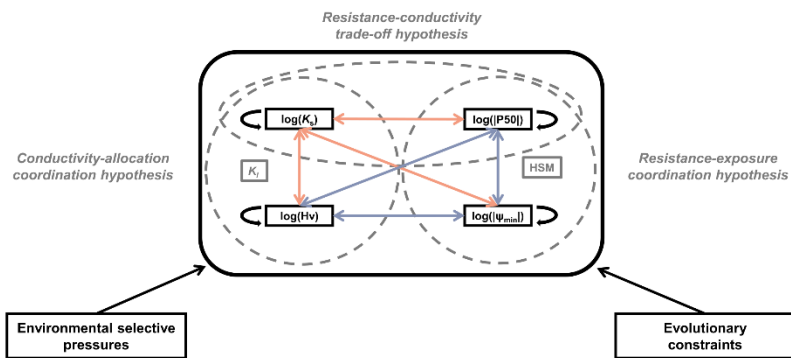 Resistance-conductivity
trade-off hypothesis
log(Kₛ)
log(|P50|)
Conductivity-allocation
coordination hypothesis
Kₗ
HSM
Resistance-exposure
coordination hypothesis
log(Hv)
log(|ψmin|)
Environmental selective
pressures
Evolutionary
constraints